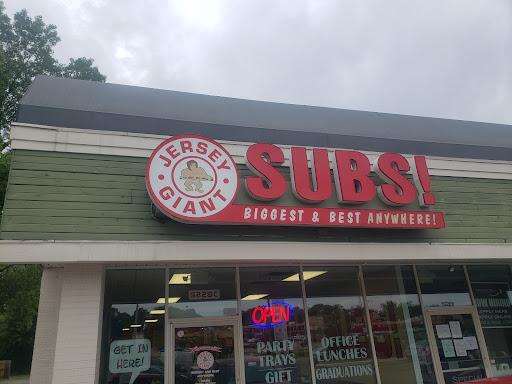 JERSEY
GIANT
SUBS!
BIGGEST & BEST ANYWHERE!
OPEN
GET IN
HERE!
PARTY
TRAYS
GIFT
OFFICE
LUNCHES
GRADUATIONS